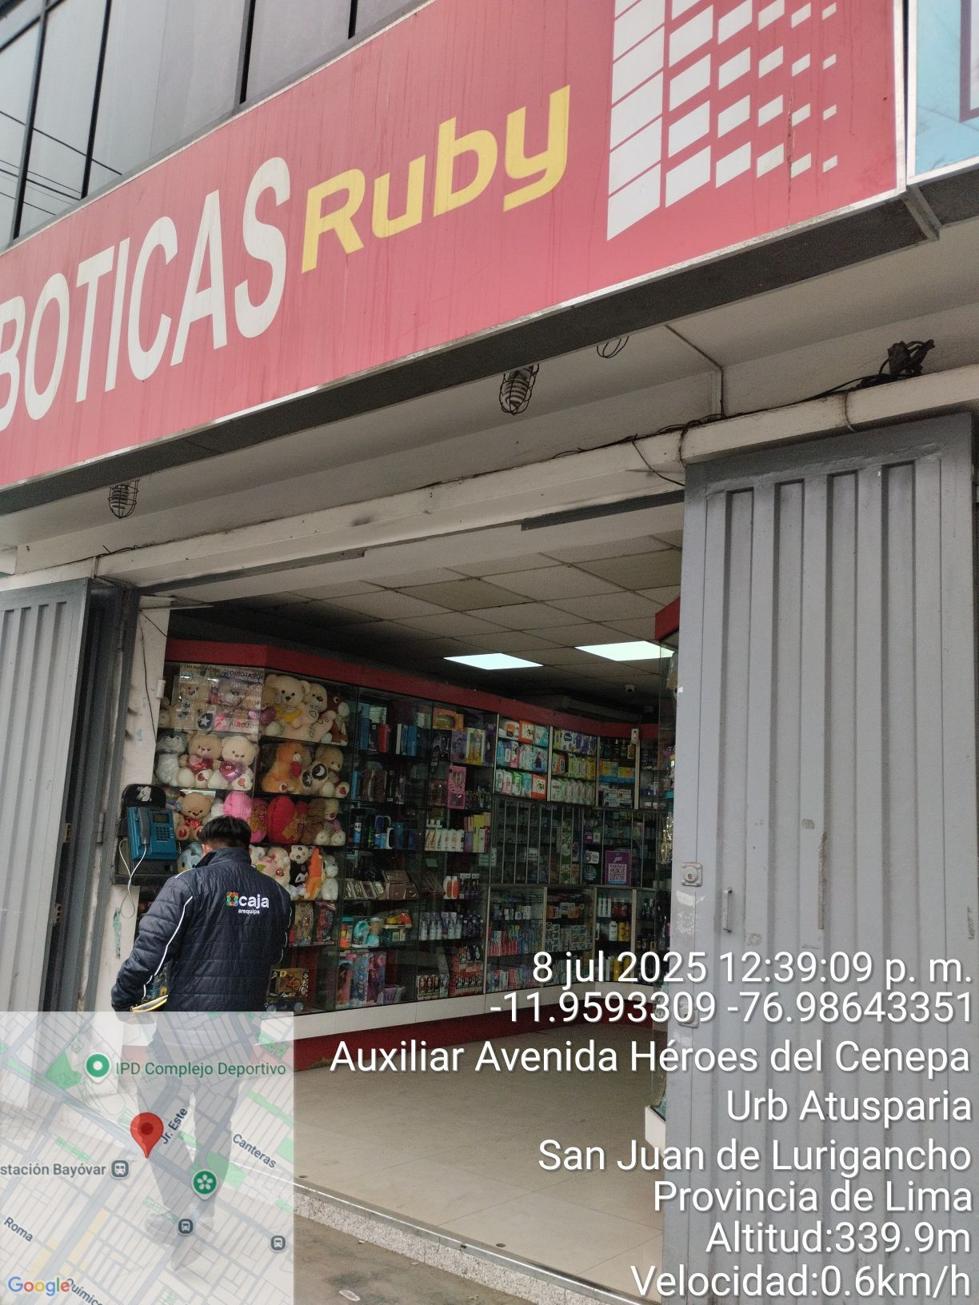 BOTICAS Ruby
caja
arequipa
8 jul 2025 12:39:09 p. m.
-11.9593309 -76.98643351
Auxiliar Avenida Héroes del Cenepa
Urb Atusparia
San Juan de Lurigancho
Provincia de Lima
Altitud:339.9m
Velocidad:0.6km/h
IPD Complejo Deportivo
Jr. Este
Canteras
stación Bayóvar
Roma
Google
Químico